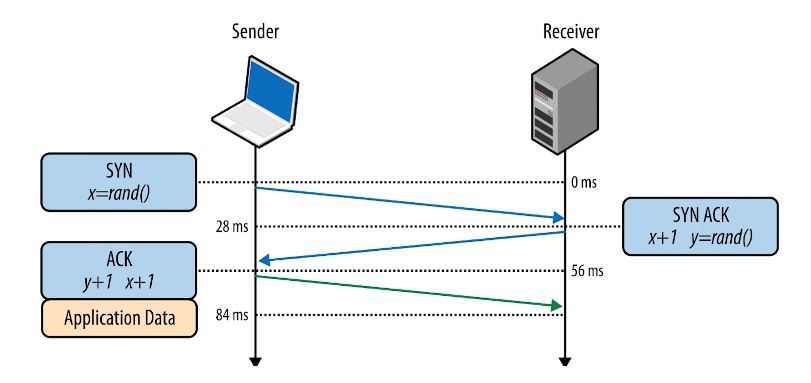 Sender
Receiver
SYN
x=rand()
0 ms
28 ms
SYN ACK
x+1 y=rand()
ACK
y+1 x+1
56 ms
Application Data
84 ms